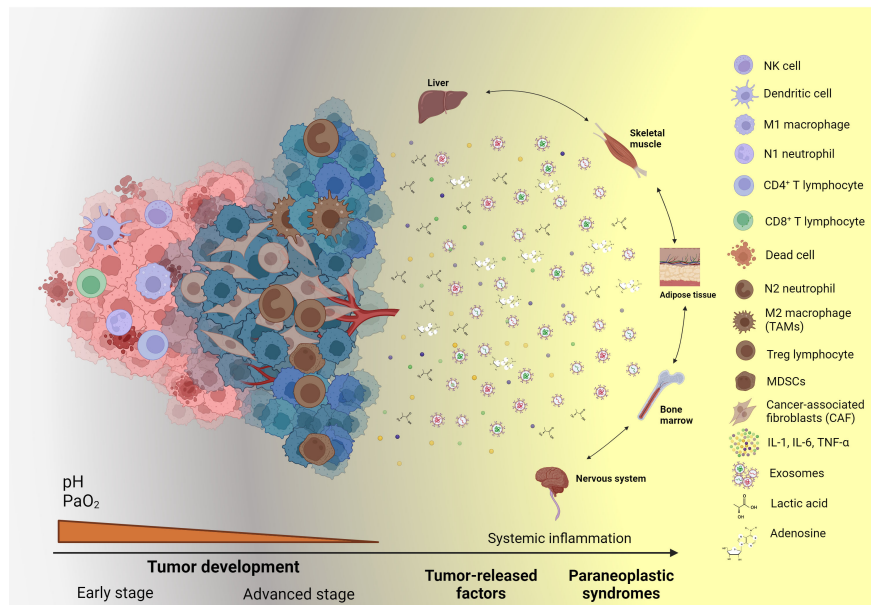 Liver
Skeletal
muscle
Adipose tissue
Bone
marrow
Nervous system
NK cell
Dendritic cell
M1 macrophage
N1 neutrophil
CD4⁺ T lymphocyte
CD8⁺ T lymphocyte
Dead cell
N2 neutrophil
M2 macrophage
(TAMs)
Treg lymphocyte
MDSCs
Cancer-associated
fibroblasts (CAF)
IL-1, IL-6, TNF-α
Exosomes
Lactic acid
Adenosine
pH
PaO₂
Systemic inflammation
Tumor development
Early stage
Advanced stage
Tumor-released
factors
Paraneoplastic
syndromes